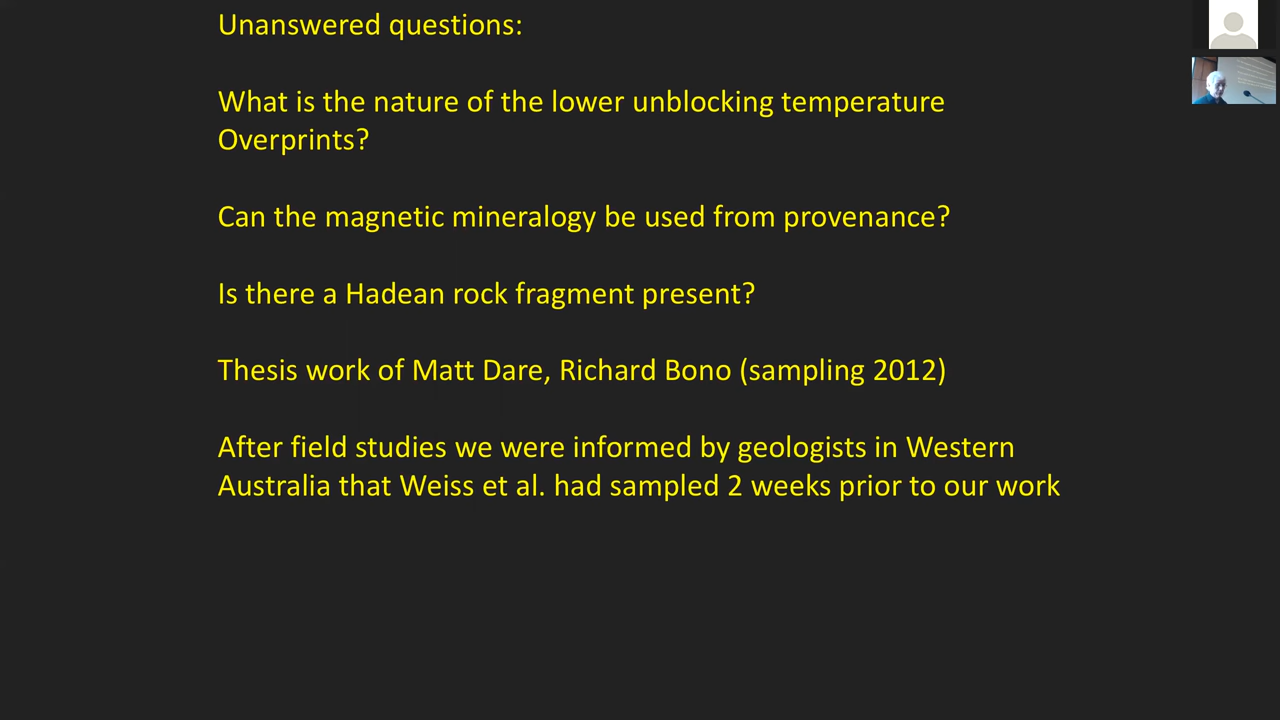 Unanswered questions:
What is the nature of the lower unblocking temperature
Overprints?
Can the magnetic mineralogy be used from provenance?
Is there a Hadean rock fragment present?
Thesis work of Matt Dare, Richard Bono (sampling 2012)
After field studies we were informed by geologists in Western
Australia that Weiss et al. had sampled 2 weeks prior to our work